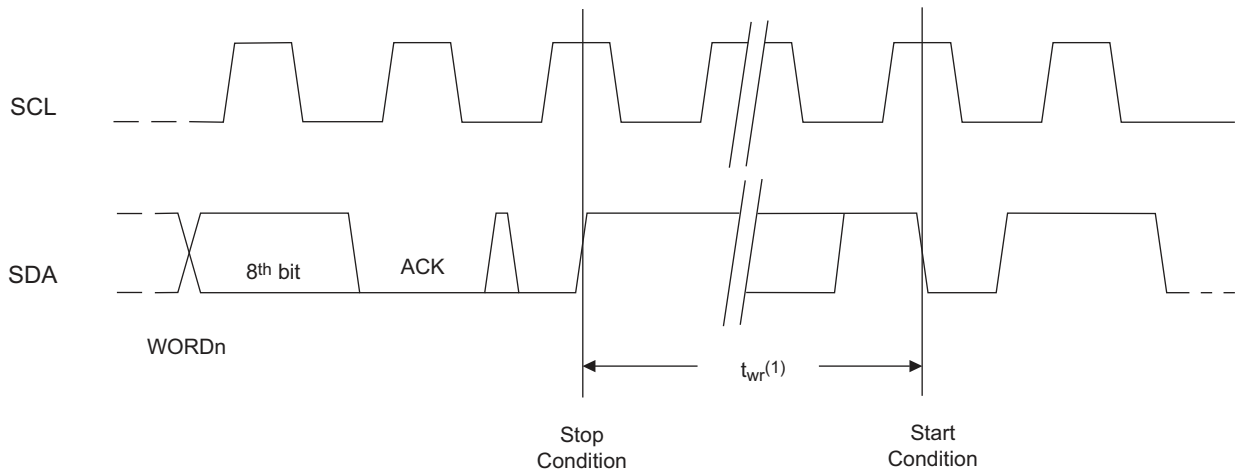 SCL
SDA
8th bit
ACK
WORDn
twr(1)
Stop
Condition
Start
Condition